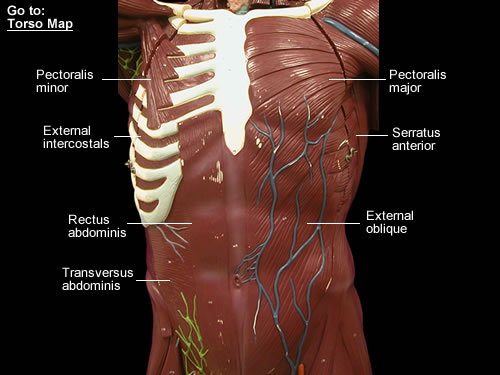 Go to:
Torso Map
Pectoralis
minor
Pectoralis
major
External
intercostals
Serratus
anterior
Rectus
abdominis
External
oblique
Transversus
abdominis